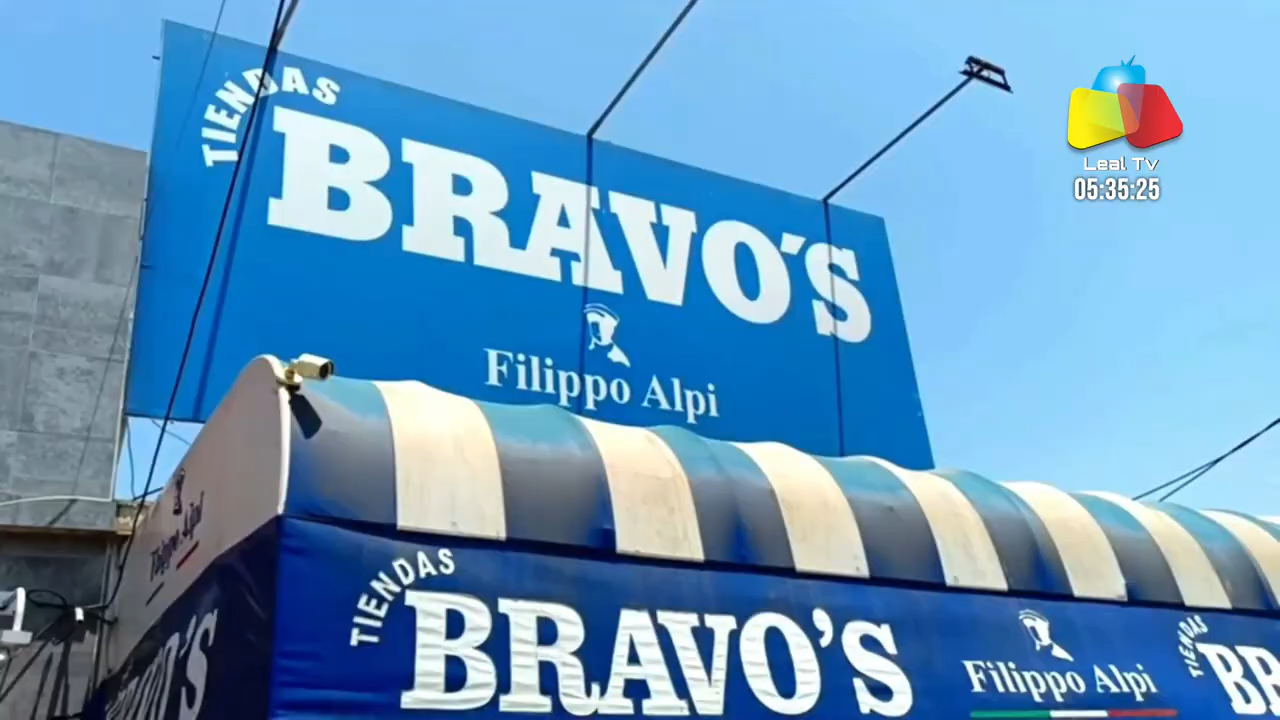 TIENDAS
BRAVO´S
Filippo Alpi
Leal Tv
05:35:25
Filippo Alpi
TIENDAS
BRAVO'S
Filippo Alpi
TIENDAS